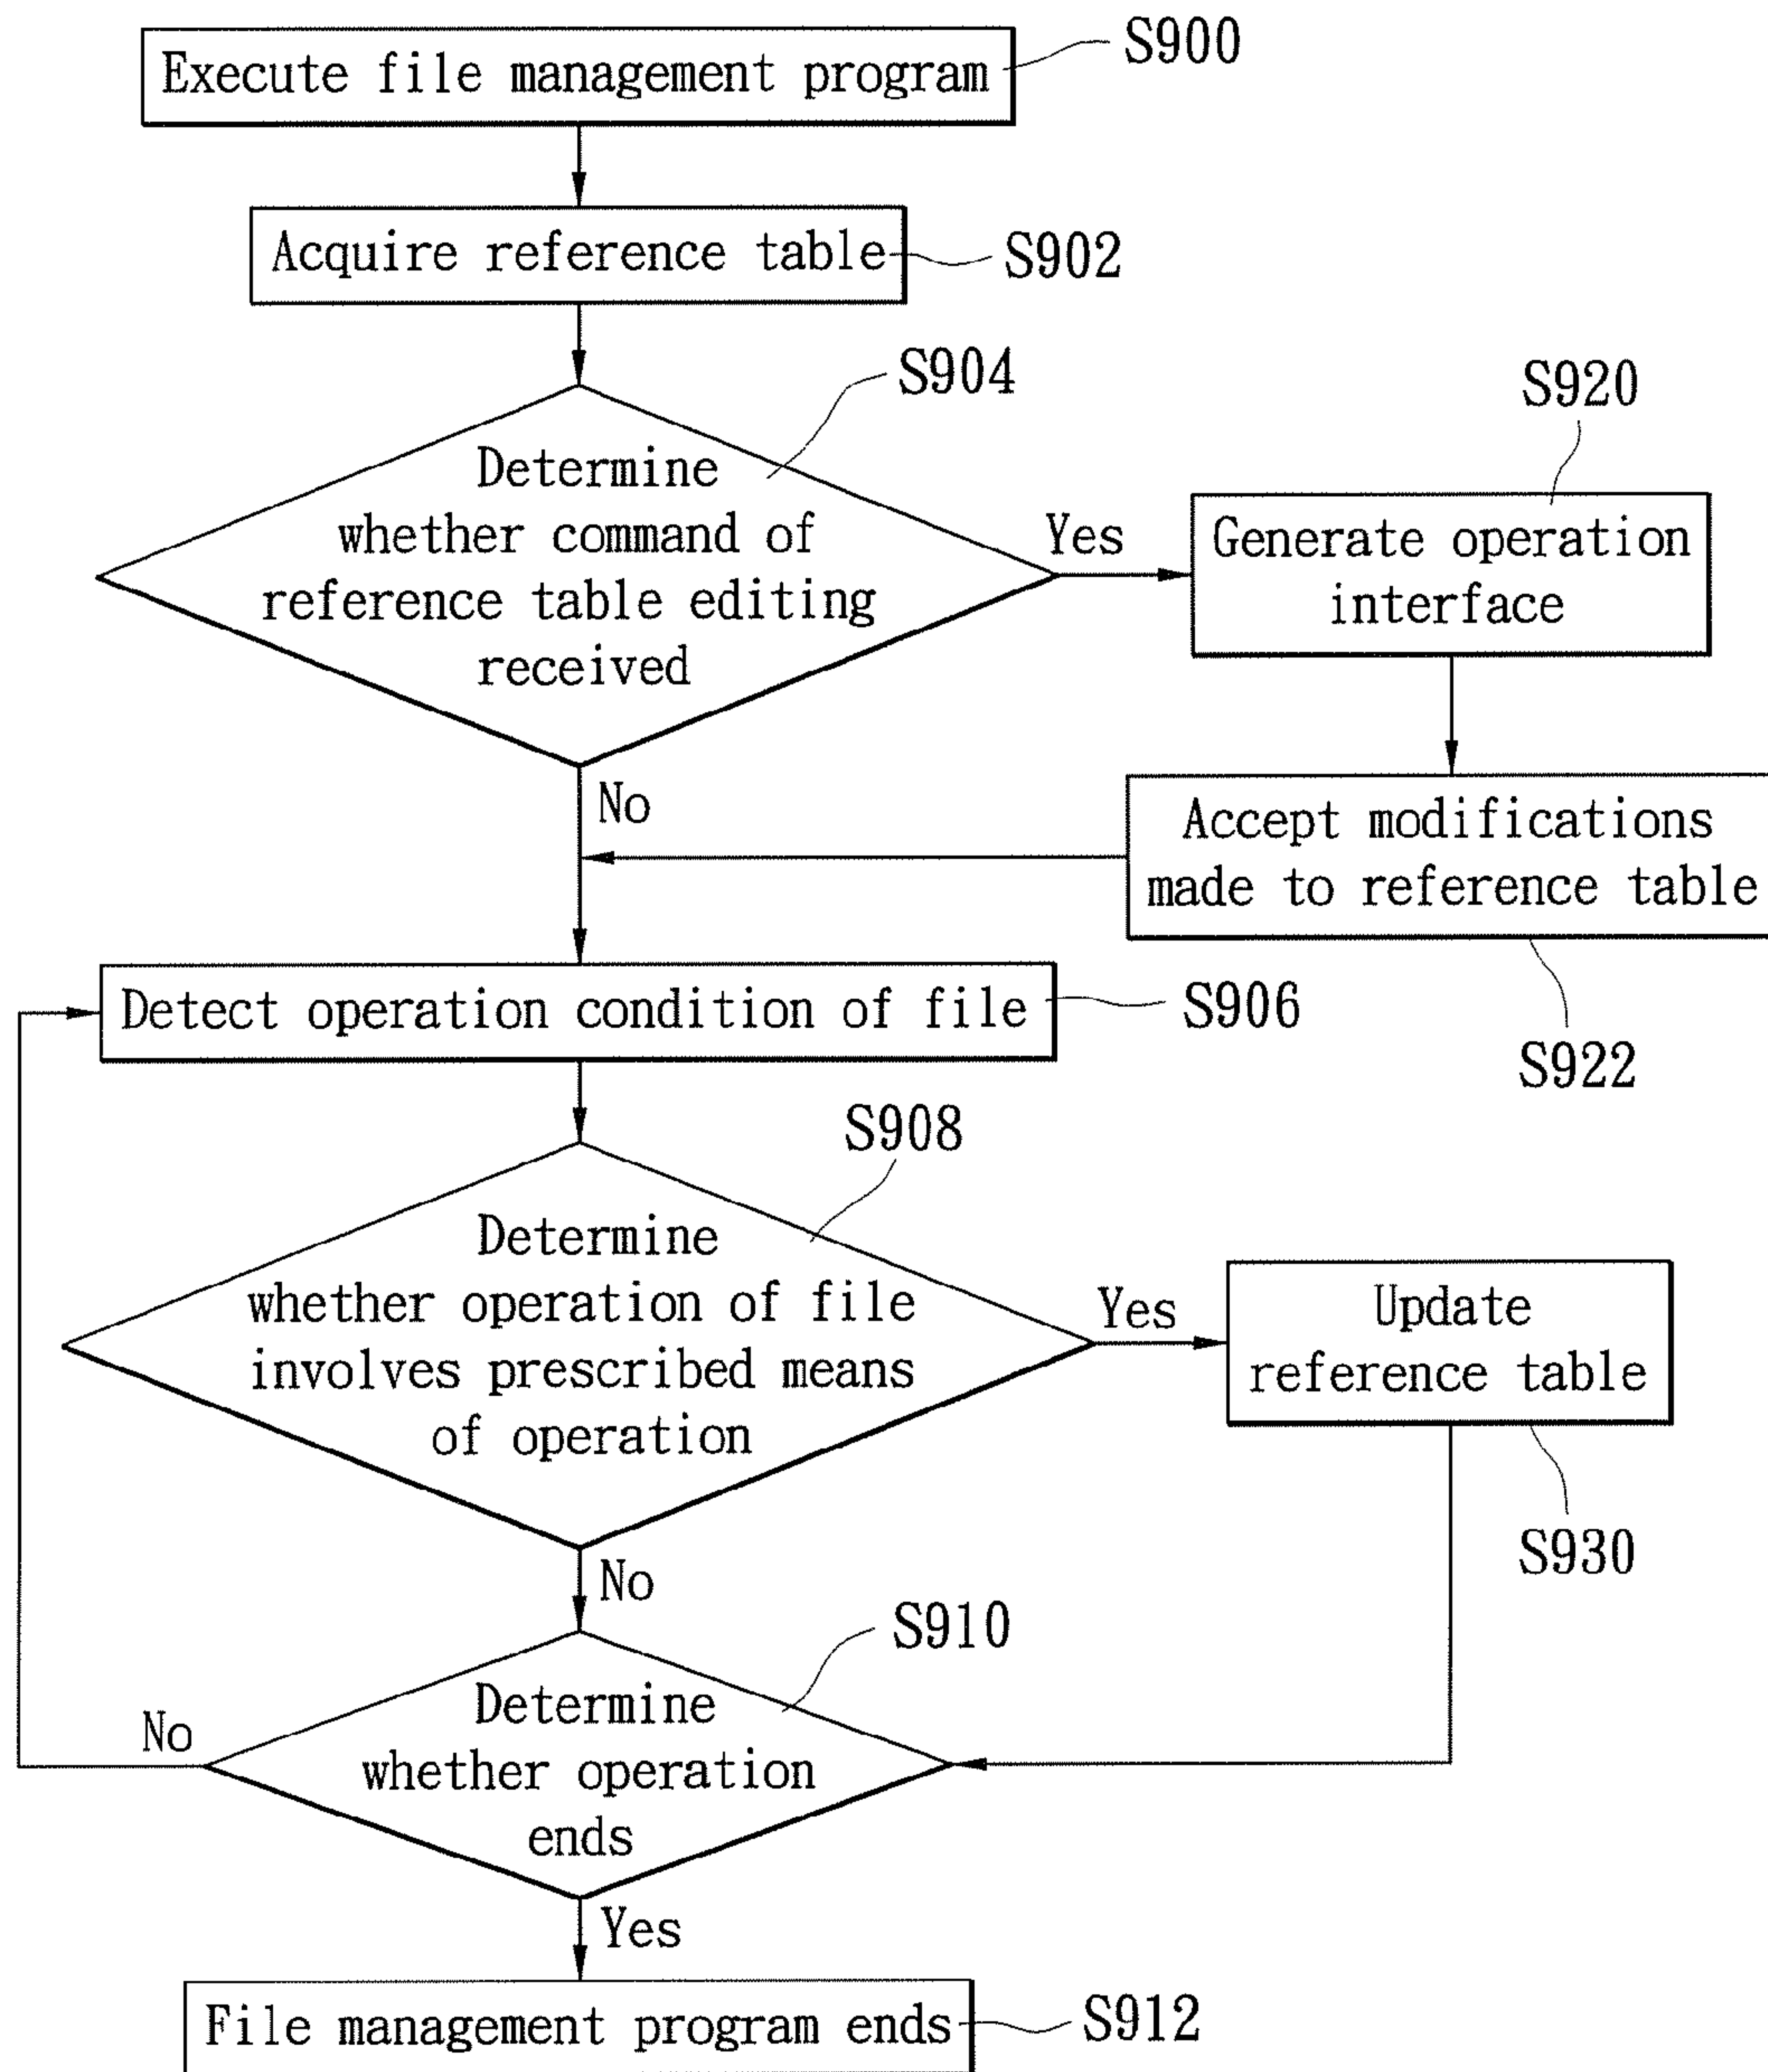 Execute file management program
S900
Acquire reference table
S902
S904
Determine
whether command of
reference table editing
received
Yes
S920
Generate operation
interface
No
Accept modifications
made to reference table
S922
Detect operation condition of file
S906
S908
Determine
whether operation of file
involves prescribed means
of operation
Yes
Update
reference table
S930
No
S910
Determine
whether operation
ends
No
Yes
File management program ends
S912